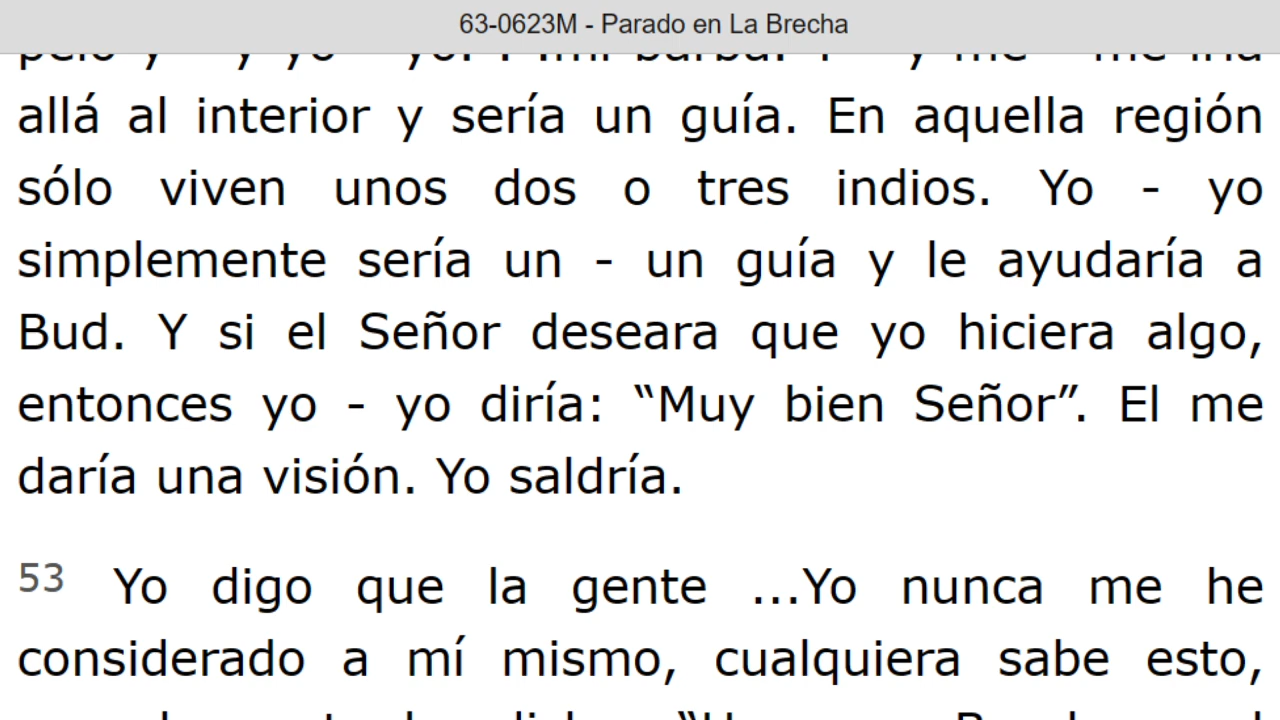 63-0623M - Parado en La Brecha
allá al interior y sería un guía. En aquella región
sólo viven unos dos o tres indios. Yo - yo
simplemente sería un - un guía y le ayudaría a
Bud. Y si el Señor deseara que yo hiciera algo,
entonces yo - yo diría: “Muy bien Señor”. El me
daría una visión. Yo saldría.
53 Yo digo que la gente ...Yo nunca me he
considerado a mí mismo, cualquiera sabe esto,